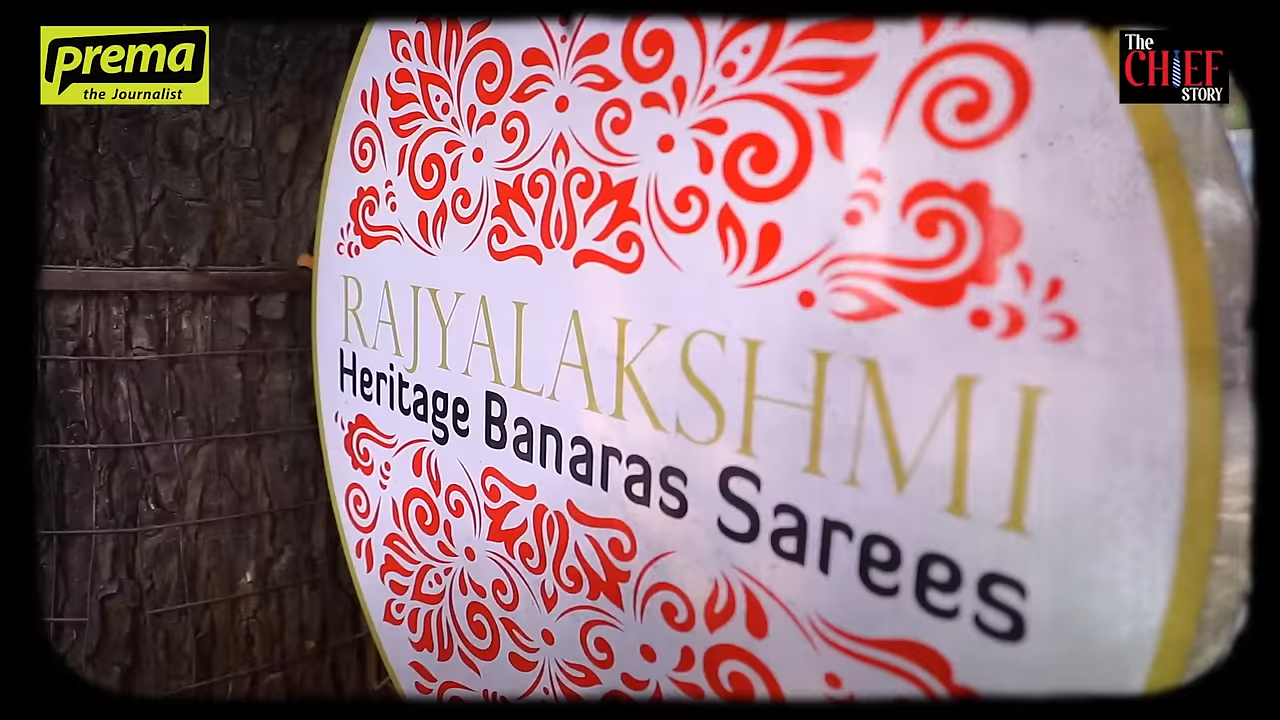 prema
the Journalist
The
CHIEF
STORY
RAJYALAKSHMI
Heritage Banaras Sarees